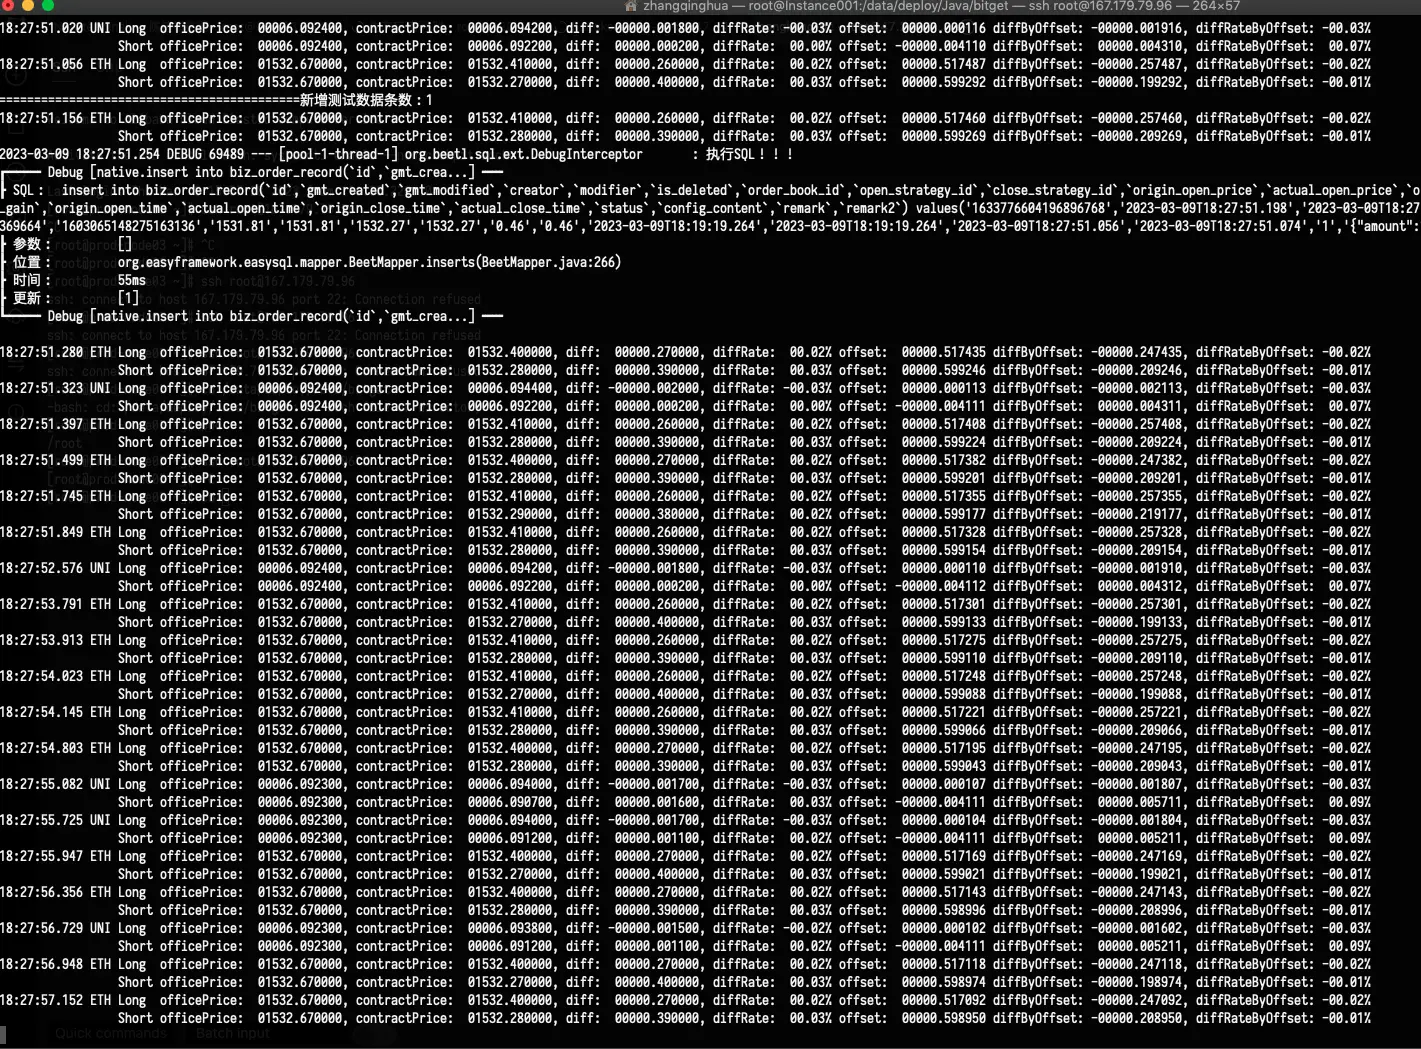 zhangqinghua — root@Instance001:/data/deploy/Java/bitget — ssh root@167.179.79.96 — 264×57
18:27:51.020 UNI Long officePrice: 00006.092400, contractPrice: 00006.094200, diff: -00000.001800, diffRate: -00.03% offset: 00000.000116 diffByOffset: -00000.001916, diffRateByOffset: -00.03%
Short officePrice: 00006.092400, contractPrice: 00006.092200, diff: 00000.000200, diffRate: 00.00% offset: -00000.004110 diffByOffset: 00000.004310, diffRateByOffset: 00.07%
18:27:51.056 ETH Long officePrice: 01532.670000, contractPrice: 01532.410000, diff: 00000.260000, diffRate: 00.02% offset: 00000.517487 diffByOffset: -00000.257487, diffRateByOffset: -00.02%
Short officePrice: 01532.670000, contractPrice: 01532.270000, diff: 00000.400000, diffRate: 00.03% offset: 00000.599292 diffByOffset: -00000.199292, diffRateByOffset: -00.01%
===========================================新增测试数据条数：1
18:27:51.156 ETH Long officePrice: 01532.670000, contractPrice: 01532.410000, diff: 00000.260000, diffRate: 00.02% offset: 00000.517460 diffByOffset: -00000.257460, diffRateByOffset: -00.02%
Short officePrice: 01532.670000, contractPrice: 01532.280000, diff: 00000.390000, diffRate: 00.03% offset: 00000.599269 diffByOffset: -00000.209269, diffRateByOffset: -00.01%
2023-03-09 18:27:51.254 DEBUG 69489 --- [pool-1-thread-1] org.beetl.sql.ext.DebugInterceptor : 执行SQL！！！
Debug [native.insert into biz_order_record(`id`,`gmt_crea...]
SQL： insert into biz_order_record(`id`,`gmt_created`,`gmt_modified`,`creator`,`modifier`,`is_deleted`,`order_book_id`,`open_strategy_id`,`close_strategy_id`,`origin_open_price`,`actual_open_price`,`o
_gain`,`origin_open_time`,`actual_open_time`,`origin_close_time`,`actual_close_time`,`status`,`config_content`,`remark`,`remark2`) values('1633776604196896768','2023-03-09T18:27:51.198','2023-03-09T18:27
369664','1603065148275163136','1531.81','1531.81','1532.27','1532.27','0.46','0.46','2023-03-09T18:19:19.264','2023-03-09T18:19:19.264','2023-03-09T18:27:51.056','2023-03-09T18:27:51.074','1','{"amount":
参数： []
位置： org.easyframework.easysql.mapper.BeetMapper.inserts(BeetMapper.java:266)
时间： 55ms
更新： [1]
Debug [native.insert into biz_order_record(`id`,`gmt_crea...]
18:27:51.280 ETH Long officePrice: 01532.670000, contractPrice: 01532.400000, diff: 00000.270000, diffRate: 00.02% offset: 00000.517435 diffByOffset: -00000.247435, diffRateByOffset: -00.02%
Short officePrice: 01532.670000, contractPrice: 01532.280000, diff: 00000.390000, diffRate: 00.03% offset: 00000.599246 diffByOffset: -00000.209246, diffRateByOffset: -00.01%
18:27:51.323 UNI Long officePrice: 00006.092400, contractPrice: 00006.094400, diff: -00000.002000, diffRate: -00.03% offset: 00000.000113 diffByOffset: -00000.002113, diffRateByOffset: -00.03%
Short officePrice: 00006.092400, contractPrice: 00006.092200, diff: 00000.000200, diffRate: 00.00% offset: -00000.004111 diffByOffset: 00000.004311, diffRateByOffset: 00.07%
18:27:51.397 ETH Long officePrice: 01532.670000, contractPrice: 01532.410000, diff: 00000.260000, diffRate: 00.02% offset: 00000.517408 diffByOffset: -00000.257408, diffRateByOffset: -00.02%
Short officePrice: 01532.670000, contractPrice: 01532.280000, diff: 00000.390000, diffRate: 00.03% offset: 00000.599224 diffByOffset: -00000.209224, diffRateByOffset: -00.01%
18:27:51.499 ETH Long officePrice: 01532.670000, contractPrice: 01532.400000, diff: 00000.270000, diffRate: 00.02% offset: 00000.517382 diffByOffset: -00000.247382, diffRateByOffset: -00.02%
Short officePrice: 01532.670000, contractPrice: 01532.280000, diff: 00000.390000, diffRate: 00.03% offset: 00000.599201 diffByOffset: -00000.209201, diffRateByOffset: -00.01%
18:27:51.745 ETH Long officePrice: 01532.670000, contractPrice: 01532.410000, diff: 00000.260000, diffRate: 00.02% offset: 00000.517355 diffByOffset: -00000.257355, diffRateByOffset: -00.02%
Short officePrice: 01532.670000, contractPrice: 01532.290000, diff: 00000.380000, diffRate: 00.02% offset: 00000.599177 diffByOffset: -00000.219177, diffRateByOffset: -00.01%
18:27:51.849 ETH Long officePrice: 01532.670000, contractPrice: 01532.410000, diff: 00000.260000, diffRate: 00.02% offset: 00000.517328 diffByOffset: -00000.257328, diffRateByOffset: -00.02%
Short officePrice: 01532.670000, contractPrice: 01532.280000, diff: 00000.390000, diffRate: 00.03% offset: 00000.599154 diffByOffset: -00000.209154, diffRateByOffset: -00.01%
18:27:52.576 UNI Long officePrice: 00006.092400, contractPrice: 00006.094200, diff: -00000.001800, diffRate: -00.03% offset: 00000.000110 diffByOffset: -00000.001910, diffRateByOffset: -00.03%
Short officePrice: 00006.092400, contractPrice: 00006.092200, diff: 00000.000200, diffRate: 00.00% offset: -00000.004112 diffByOffset: 00000.004312, diffRateByOffset: 00.07%
18:27:53.791 ETH Long officePrice: 01532.670000, contractPrice: 01532.410000, diff: 00000.260000, diffRate: 00.02% offset: 00000.517301 diffByOffset: -00000.257301, diffRateByOffset: -00.02%
Short officePrice: 01532.670000, contractPrice: 01532.270000, diff: 00000.400000, diffRate: 00.03% offset: 00000.599133 diffByOffset: -00000.199133, diffRateByOffset: -00.01%
18:27:53.913 ETH Long officePrice: 01532.670000, contractPrice: 01532.410000, diff: 00000.260000, diffRate: 00.02% offset: 00000.517275 diffByOffset: -00000.257275, diffRateByOffset: -00.02%
Short officePrice: 01532.670000, contractPrice: 01532.280000, diff: 00000.390000, diffRate: 00.03% offset: 00000.599110 diffByOffset: -00000.209110, diffRateByOffset: -00.01%
18:27:54.023 ETH Long officePrice: 01532.670000, contractPrice: 01532.410000, diff: 00000.260000, diffRate: 00.02% offset: 00000.517248 diffByOffset: -00000.257248, diffRateByOffset: -00.02%
Short officePrice: 01532.670000, contractPrice: 01532.270000, diff: 00000.400000, diffRate: 00.03% offset: 00000.599088 diffByOffset: -00000.199088, diffRateByOffset: -00.01%
18:27:54.145 ETH Long officePrice: 01532.670000, contractPrice: 01532.410000, diff: 00000.260000, diffRate: 00.02% offset: 00000.517221 diffByOffset: -00000.257221, diffRateByOffset: -00.02%
Short officePrice: 01532.670000, contractPrice: 01532.280000, diff: 00000.390000, diffRate: 00.03% offset: 00000.599066 diffByOffset: -00000.209066, diffRateByOffset: -00.01%
18:27:54.803 ETH Long officePrice: 01532.670000, contractPrice: 01532.400000, diff: 00000.270000, diffRate: 00.02% offset: 00000.517195 diffByOffset: -00000.247195, diffRateByOffset: -00.02%
Short officePrice: 01532.670000, contractPrice: 01532.280000, diff: 00000.390000, diffRate: 00.03% offset: 00000.599043 diffByOffset: -00000.209043, diffRateByOffset: -00.01%
18:27:55.082 UNI Long officePrice: 00006.092300, contractPrice: 00006.094000, diff: -00000.001700, diffRate: -00.03% offset: 00000.000107 diffByOffset: -00000.001807, diffRateByOffset: -00.03%
Short officePrice: 00006.092300, contractPrice: 00006.090700, diff: 00000.001600, diffRate: 00.03% offset: -00000.004111 diffByOffset: 00000.005711, diffRateByOffset: 00.09%
18:27:55.725 UNI Long officePrice: 00006.092300, contractPrice: 00006.094000, diff: -00000.001700, diffRate: -00.03% offset: 00000.000104 diffByOffset: -00000.001804, diffRateByOffset: -00.03%
Short officePrice: 00006.092300, contractPrice: 00006.091200, diff: 00000.001100, diffRate: 00.02% offset: -00000.004111 diffByOffset: 00000.005211, diffRateByOffset: 00.09%
18:27:55.947 ETH Long officePrice: 01532.670000, contractPrice: 01532.400000, diff: 00000.270000, diffRate: 00.02% offset: 00000.517169 diffByOffset: -00000.247169, diffRateByOffset: -00.02%
Short officePrice: 01532.670000, contractPrice: 01532.270000, diff: 00000.400000, diffRate: 00.03% offset: 00000.599021 diffByOffset: -00000.199021, diffRateByOffset: -00.01%
18:27:56.356 ETH Long officePrice: 01532.670000, contractPrice: 01532.400000, diff: 00000.270000, diffRate: 00.02% offset: 00000.517143 diffByOffset: -00000.247143, diffRateByOffset: -00.02%
Short officePrice: 01532.670000, contractPrice: 01532.280000, diff: 00000.390000, diffRate: 00.03% offset: 00000.598996 diffByOffset: -00000.208996, diffRateByOffset: -00.01%
18:27:56.729 UNI Long officePrice: 00006.092300, contractPrice: 00006.093800, diff: -00000.001500, diffRate: -00.02% offset: 00000.000102 diffByOffset: -00000.001602, diffRateByOffset: -00.03%
Short officePrice: 00006.092300, contractPrice: 00006.091200, diff: 00000.001100, diffRate: 00.02% offset: -00000.004111 diffByOffset: 00000.005211, diffRateByOffset: 00.09%
18:27:56.948 ETH Long officePrice: 01532.670000, contractPrice: 01532.400000, diff: 00000.270000, diffRate: 00.02% offset: 00000.517118 diffByOffset: -00000.247118, diffRateByOffset: -00.02%
Short officePrice: 01532.670000, contractPrice: 01532.270000, diff: 00000.400000, diffRate: 00.03% offset: 00000.598974 diffByOffset: -00000.198974, diffRateByOffset: -00.01%
18:27:57.152 ETH Long officePrice: 01532.670000, contractPrice: 01532.400000, diff: 00000.270000, diffRate: 00.02% offset: 00000.517092 diffByOffset: -00000.247092, diffRateByOffset: -00.02%
Short officePrice: 01532.670000, contractPrice: 01532.280000, diff: 00000.390000, diffRate: 00.03% offset: 00000.598950 diffByOffset: -00000.208950, diffRateByOffset: -00.01%
Quick commands Batch input